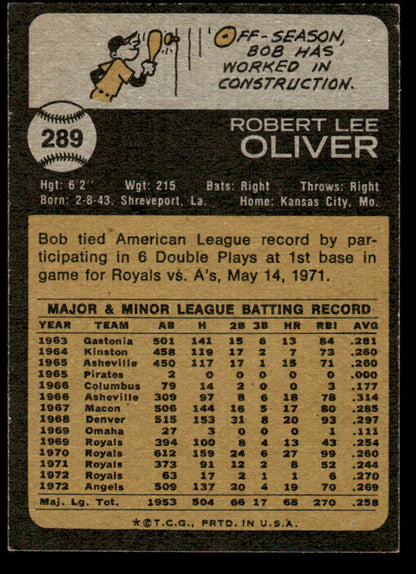 OFF-SEASON,
BOB HAS
WORKED IN
CONSTRUCTION.
289
ROBERT LEE
OLIVER
Hgt: 6'2" Wgt: 215 Bats: Right Throws: Right
Born: 2-8-43, Shreveport, La. Home: Kansas City, Mo.
Bob tied American League record by par-
ticipating in 6 Double Plays at 1st base in
game for Royals vs. A's, May 14, 1971.
MAJOR & MINOR LEAGUE BATTING RECORD
YEAR TEAM AB H 2B 3B HR RBI AVG
1963 Gastonia 501 141 15 6 13 84 .281
1964 Kinston 458 119 17 2 7 73 .260
1965 Asheville 450 117 17 1 15 71 .260
1965 Pirates 2 0 0 0 0 0 .000
1966 Columbus 79 14 2 0 0 3 .177
1966 Asheville 309 97 8 6 18 78 .314
1967 Macon 506 144 16 5 17 80 .285
1968 Denver 515 153 31 8 20 93 .297
1969 Omaha 27 3 0 0 0 1 .111
1969 Royals 394 100 8 4 13 43 .254
1970 Royals 612 159 24 6 27 99 .260
1971 Royals 373 91 12 2 8 52 .244
1972 Royals 63 17 2 1 1 6 .270
1972 Angels 509 137 20 4 19 70 .269
Maj. Lg. Tot. 1953 504 66 17 68 270 .258
*© T.C.G., PRTD. IN U.S.A.